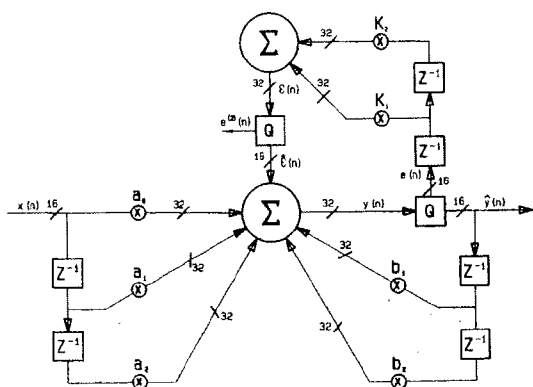 K₂
32
Σ
Z⁻¹
32
K₁
32
ε(n)
e⁽²⁾(n)
Q
Z⁻¹
16
ε̂(n)
e(n)
16
x(n)
16
a₀
32
Σ
32
y(n)
Q
16
ŷ(n)
Z⁻¹
a₁
32
32
b₁
Z⁻¹
Z⁻¹
32
32
Z⁻¹
a₂
b₂